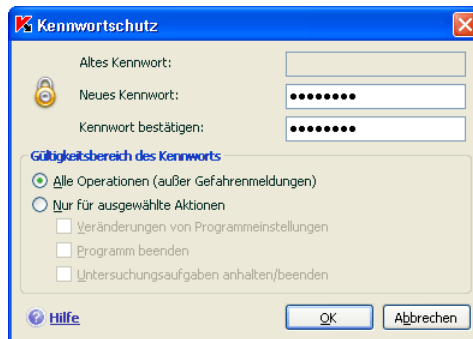 Kennwortschutz
Altes Kennwort:
Neues Kennwort: ●●●●●●●●
Kennwort bestätigen: ●●●●●●●●
Gültigkeitsbereich des Kennworts
Alle Operationen (außer Gefahrenmeldungen)
Nur für ausgewählte Aktionen
Veränderungen von Programmeinstellungen
Programm beenden
Untersuchungsaufgaben anhalten/beenden
Hilfe OK Abbrechen